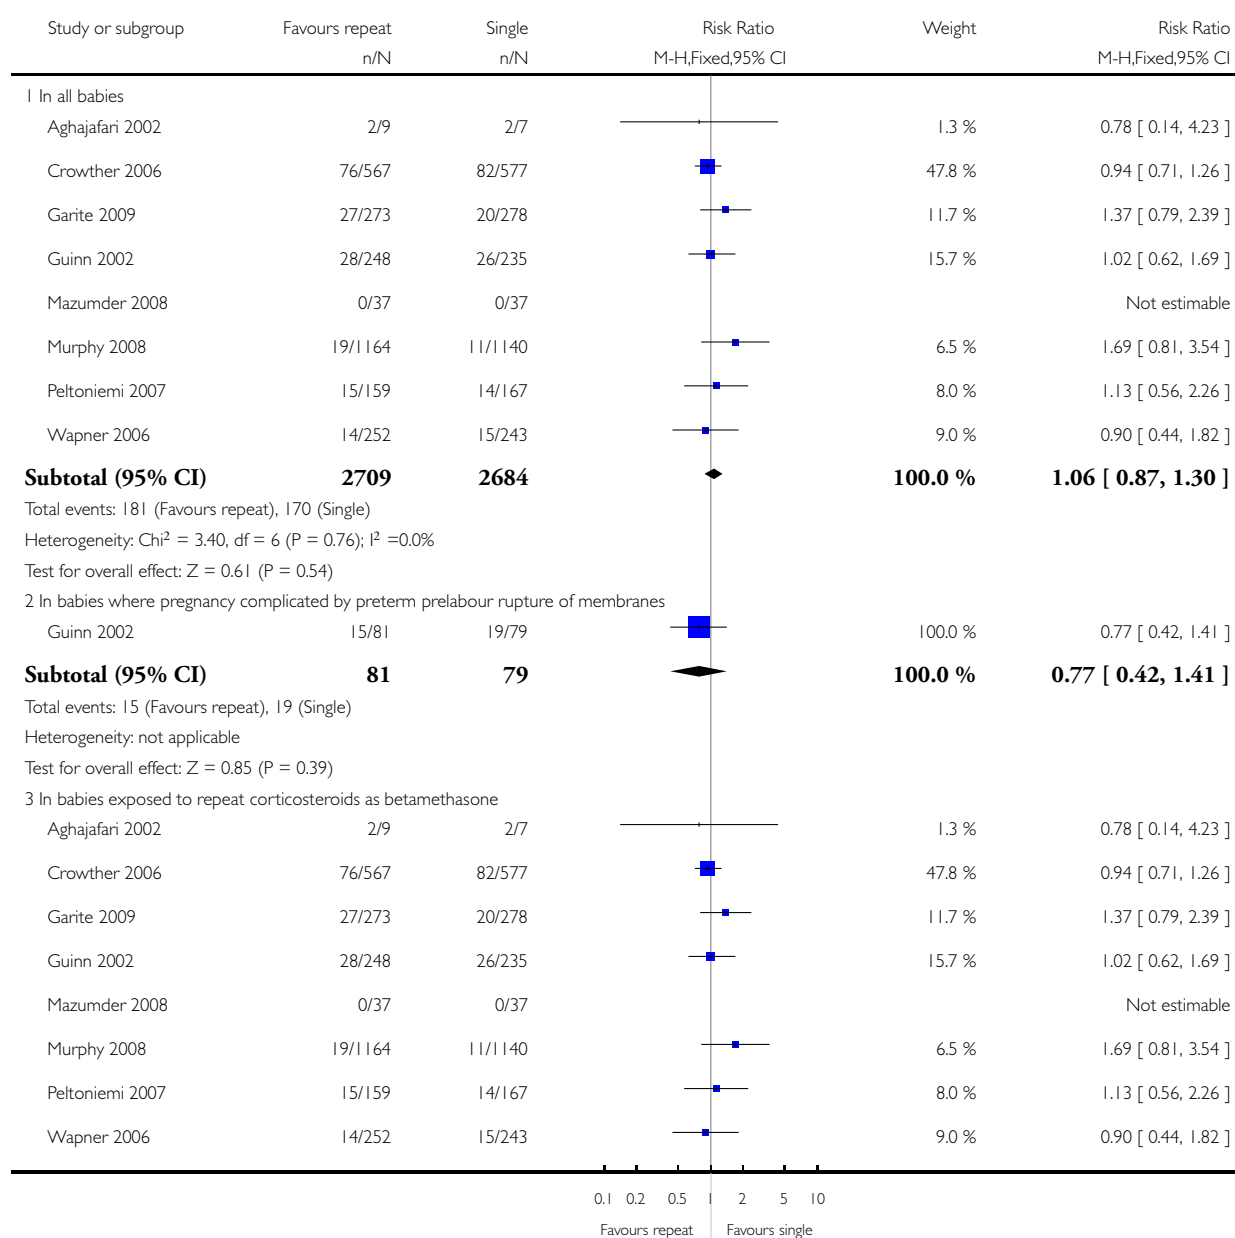 Study or subgroup Favours repeat Single Risk Ratio Weight Risk Ratio
n/N n/N M-H,Fixed,95% CI M-H,Fixed,95% CI
1 In all babies
Aghajafari 2002 2/9 2/7 1.3 % 0.78 [ 0.14, 4.23 ]
Crowther 2006 76/567 82/577 47.8 % 0.94 [ 0.71, 1.26 ]
Garite 2009 27/273 20/278 11.7 % 1.37 [ 0.79, 2.39 ]
Guinn 2002 28/248 26/235 15.7 % 1.02 [ 0.62, 1.69 ]
Mazumder 2008 0/37 0/37 Not estimable
Murphy 2008 19/1164 11/1140 6.5 % 1.69 [ 0.81, 3.54 ]
Peltoniemi 2007 15/159 14/167 8.0 % 1.13 [ 0.56, 2.26 ]
Wapner 2006 14/252 15/243 9.0 % 0.90 [ 0.44, 1.82 ]
Subtotal (95% CI) 2709 2684 100.0 % 1.06 [ 0.87, 1.30 ]
Total events: 181 (Favours repeat), 170 (Single)
Heterogeneity: Chi² = 3.40, df = 6 (P = 0.76); I² =0.0%
Test for overall effect: Z = 0.61 (P = 0.54)
2 In babies where pregnancy complicated by preterm prelabour rupture of membranes
Guinn 2002 15/81 19/79 100.0 % 0.77 [ 0.42, 1.41 ]
Subtotal (95% CI) 81 79 100.0 % 0.77 [ 0.42, 1.41 ]
Total events: 15 (Favours repeat), 19 (Single)
Heterogeneity: not applicable
Test for overall effect: Z = 0.85 (P = 0.39)
3 In babies exposed to repeat corticosteroids as betamethasone
Aghajafari 2002 2/9 2/7 1.3 % 0.78 [ 0.14, 4.23 ]
Crowther 2006 76/567 82/577 47.8 % 0.94 [ 0.71, 1.26 ]
Garite 2009 27/273 20/278 11.7 % 1.37 [ 0.79, 2.39 ]
Guinn 2002 28/248 26/235 15.7 % 1.02 [ 0.62, 1.69 ]
Mazumder 2008 0/37 0/37 Not estimable
Murphy 2008 19/1164 11/1140 6.5 % 1.69 [ 0.81, 3.54 ]
Peltoniemi 2007 15/159 14/167 8.0 % 1.13 [ 0.56, 2.26 ]
Wapner 2006 14/252 15/243 9.0 % 0.90 [ 0.44, 1.82 ]
0.1 0.2 0.5 1 2 5 10
Favours repeat Favours single